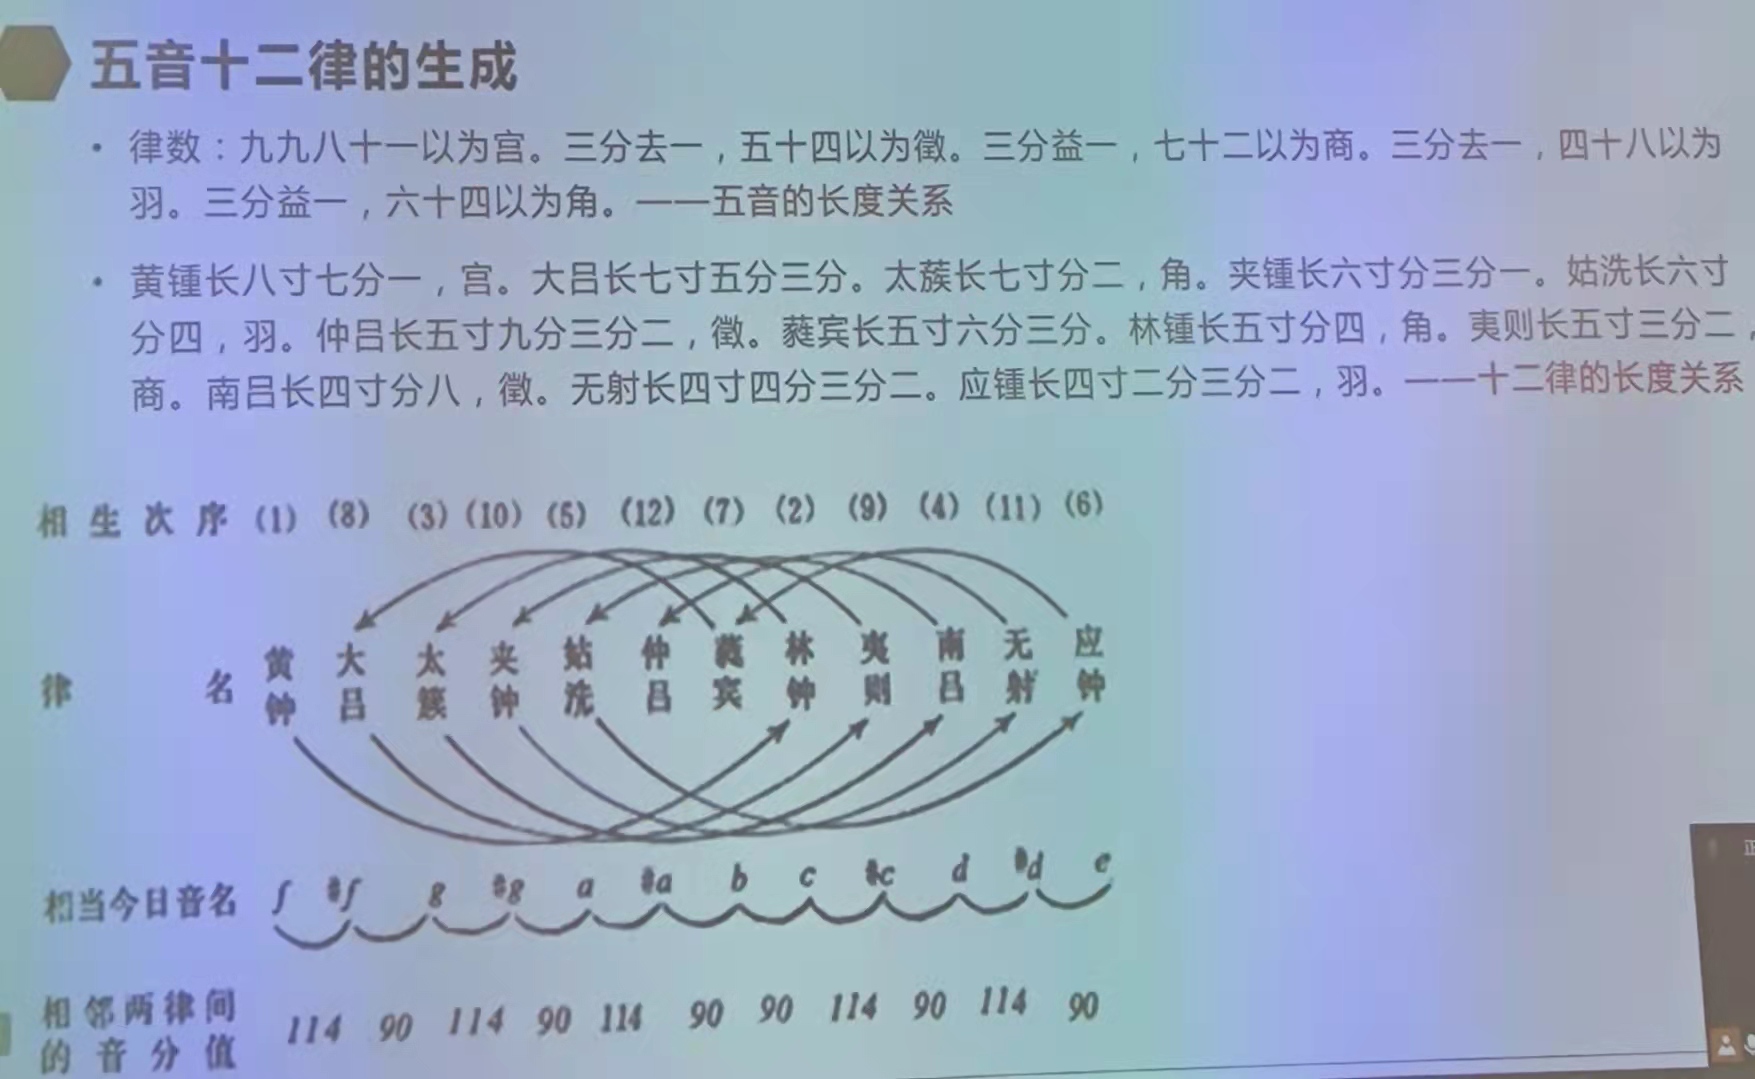 五音十二律的生成
• 律数：九九八十一以为宫。三分去一，五十四以为徵。三分益一，七十二以为商。三分去一，四十八以为
羽。三分益一，六十四以为角。——五音的长度关系
• 黄锺长八寸七分一，宫。大吕长七寸五分三分。太蔟长七寸分二，角。夹锺长六寸分三分一。姑洗长六寸
分四，羽。仲吕长五寸九分三分二，徵。蕤宾长五寸六分三分。林锺长五寸分四，角。夷则长五寸三分二，
商。南吕长四寸分八，徵。无射长四寸四分三分二。应锺长四寸二分三分二，羽。——十二律的长度关系
相生次序 (1) (8) (3) (10) (5) (12) (7) (2) (9) (4) (11) (6)
律名 黄钟 大吕 太簇 夹钟 姑洗 仲吕 蕤宾 林钟 夷则 南吕 无射 应钟
相当今日音名 f #f g #g a #a b c #c d #d e
相邻两律间
的音分值 114 90 114 90 114 90 90 114 90 114 90